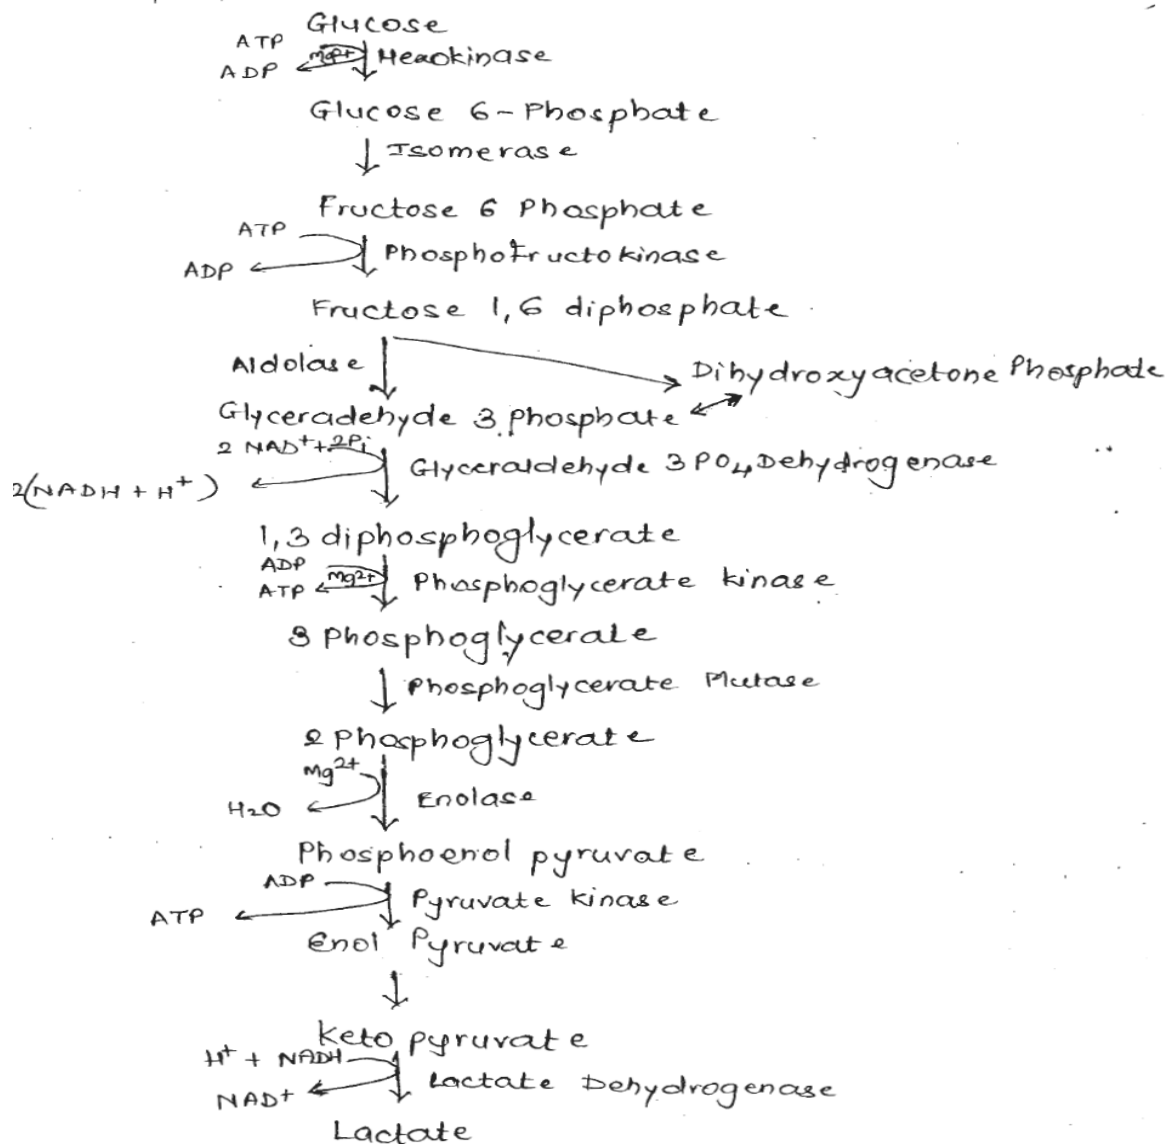 Glucose
ATP
Mg2+ Hexokinase
ADP
Glucose 6-Phosphate
Isomerase
Fructose 6 Phosphate
ATP
Phosphofructokinase
ADP
Fructose 1,6 diphosphate
Aldolase
Dihydroxyacetone Phosphate
Glyceradehyde 3 Phosphate
2 NAD+ + 2Pi
Glyceraldehyde 3 PO4 Dehydrogenase
2(NADH + H+)
1,3 diphosphoglycerate
ADP
Mg2+ Phosphoglycerate kinase
ATP
3 Phosphoglycerate
Phosphoglycerate Mutase
2 Phosphoglycerate
Mg2+
Enolase
H2O
Phosphoenol pyruvate
ADP
Pyruvate kinase
ATP
Enol Pyruvate
Keto pyruvate
H+ + NADH
Lactate Dehydrogenase
NAD+
Lactate